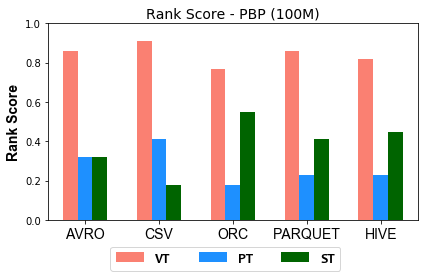 Rank Score - PBP (100M)
1.0
0.8
0.6
0.4
0.2
0.0
Rank Score
AVRO CSV ORC PARQUET HIVE
VT PT ST